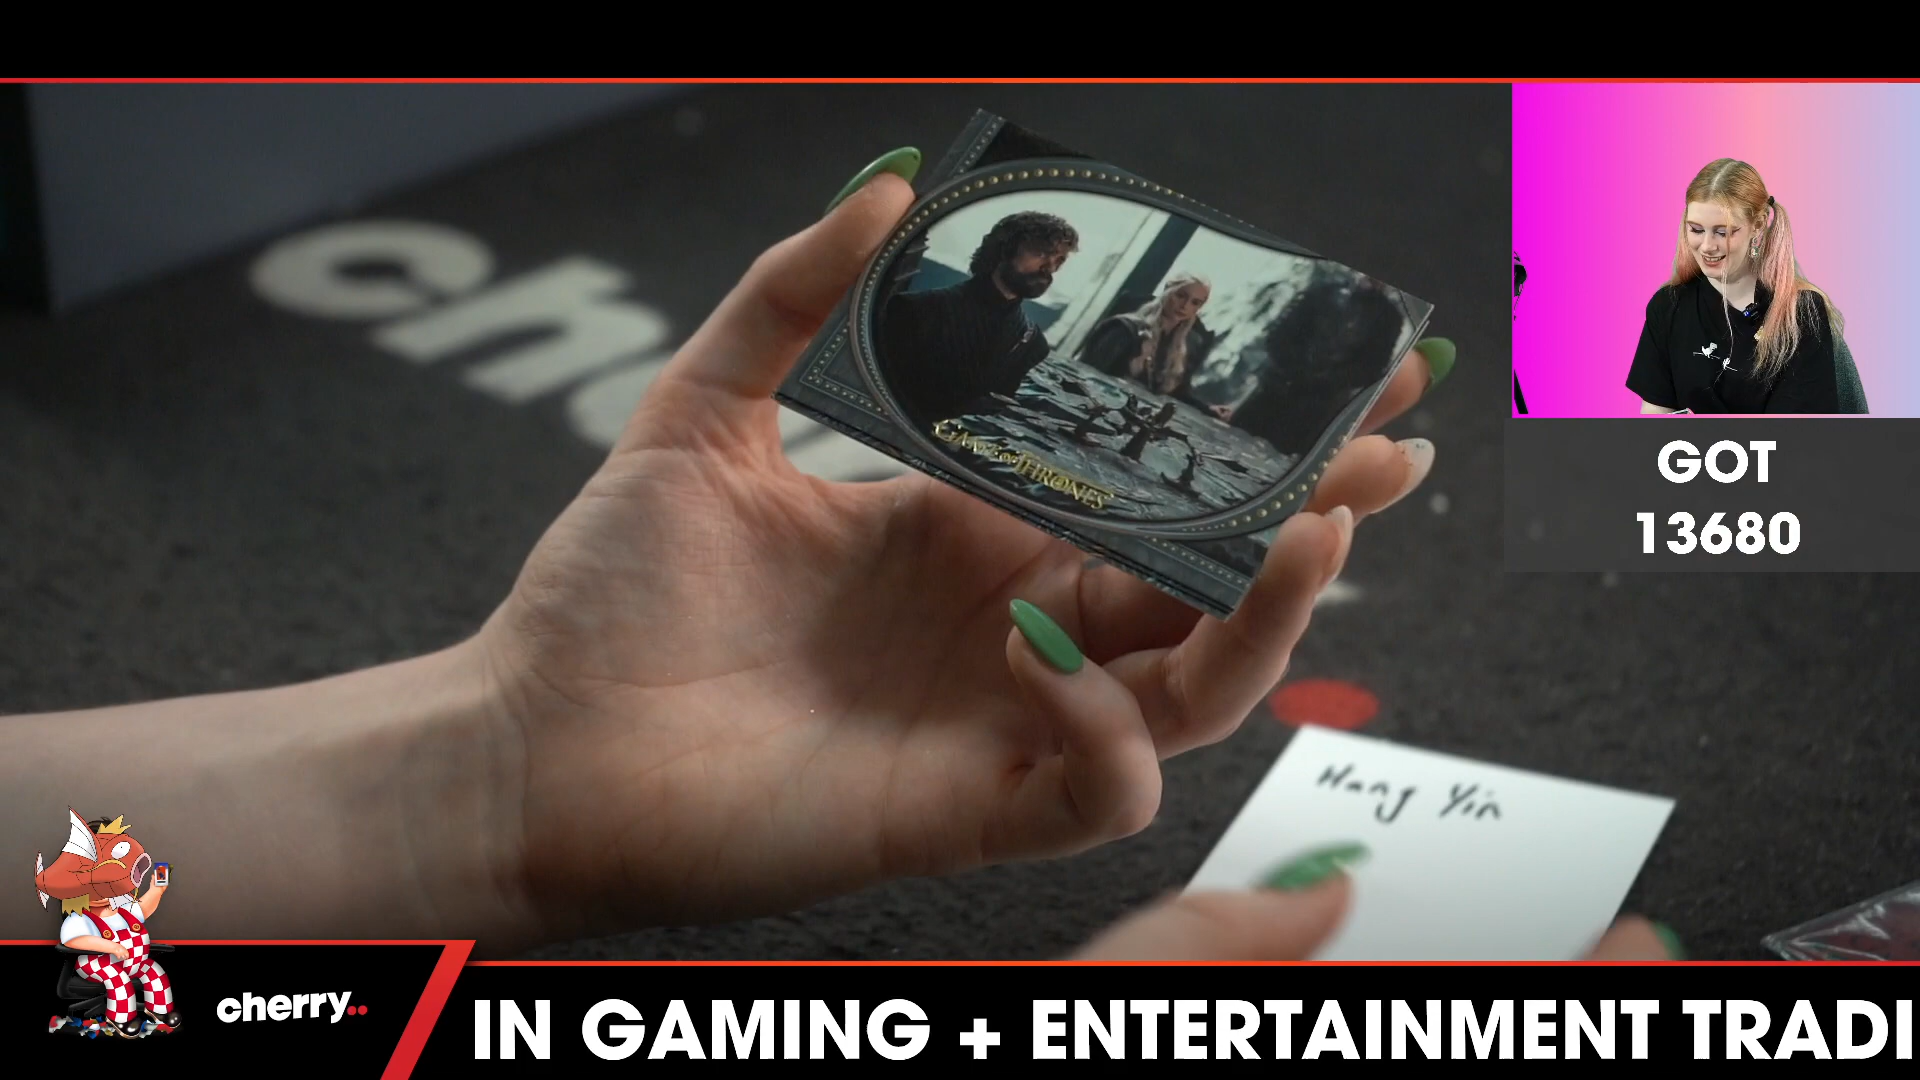 GAME OF THRONES
GOT
13680
Hang Yin
cherry..
IN GAMING + ENTERTAINMENT TRADI